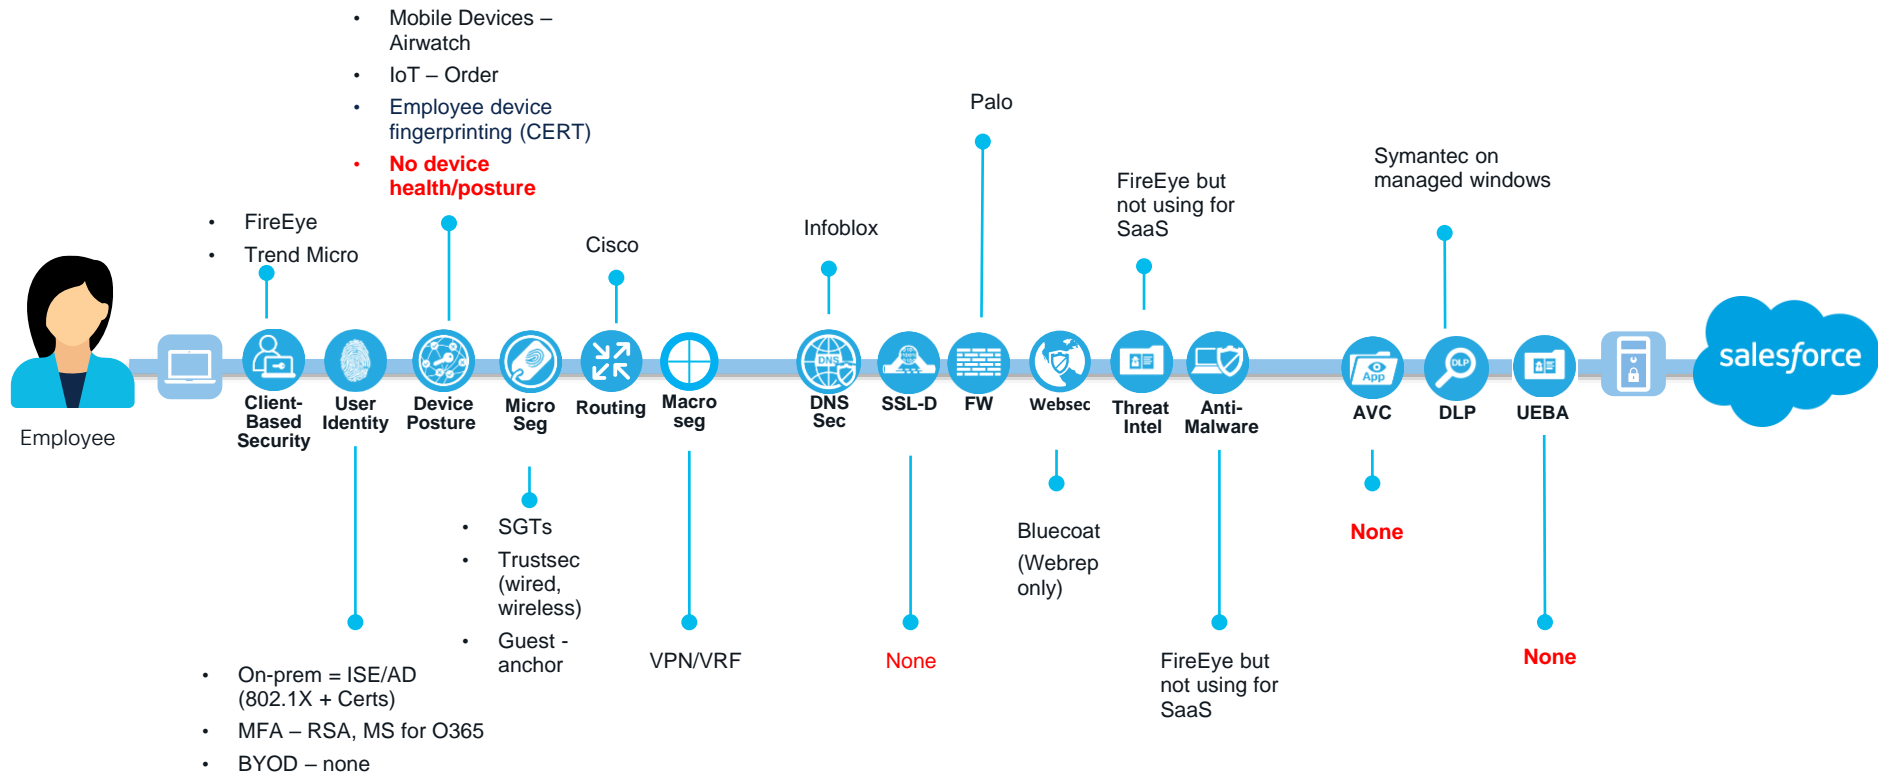 • Mobile Devices –
Airwatch
• IoT – Order
• Employee device
fingerprinting (CERT)
• No device
health/posture
• FireEye
• Trend Micro
Cisco
Infoblox
Palo
FireEye but
not using for
SaaS
Symantec on
managed windows
Employee
Client-
Based
Security
User
Identity
Device
Posture
Micro
Seg
Routing
Macro
seg
DNS
DNS
Sec
SSL-D
FW
Websec
Threat
Intel
Anti-
Malware
App
AVC
DLP
DLP
UEBA
salesforce
• On-prem = ISE/AD
(802.1X + Certs)
• MFA – RSA, MS for O365
• BYOD – none
• SGTs
• Trustsec
(wired,
wireless)
• Guest -
anchor
VPN/VRF
None
Bluecoat
(Webrep
only)
FireEye but
not using for
SaaS
None
None